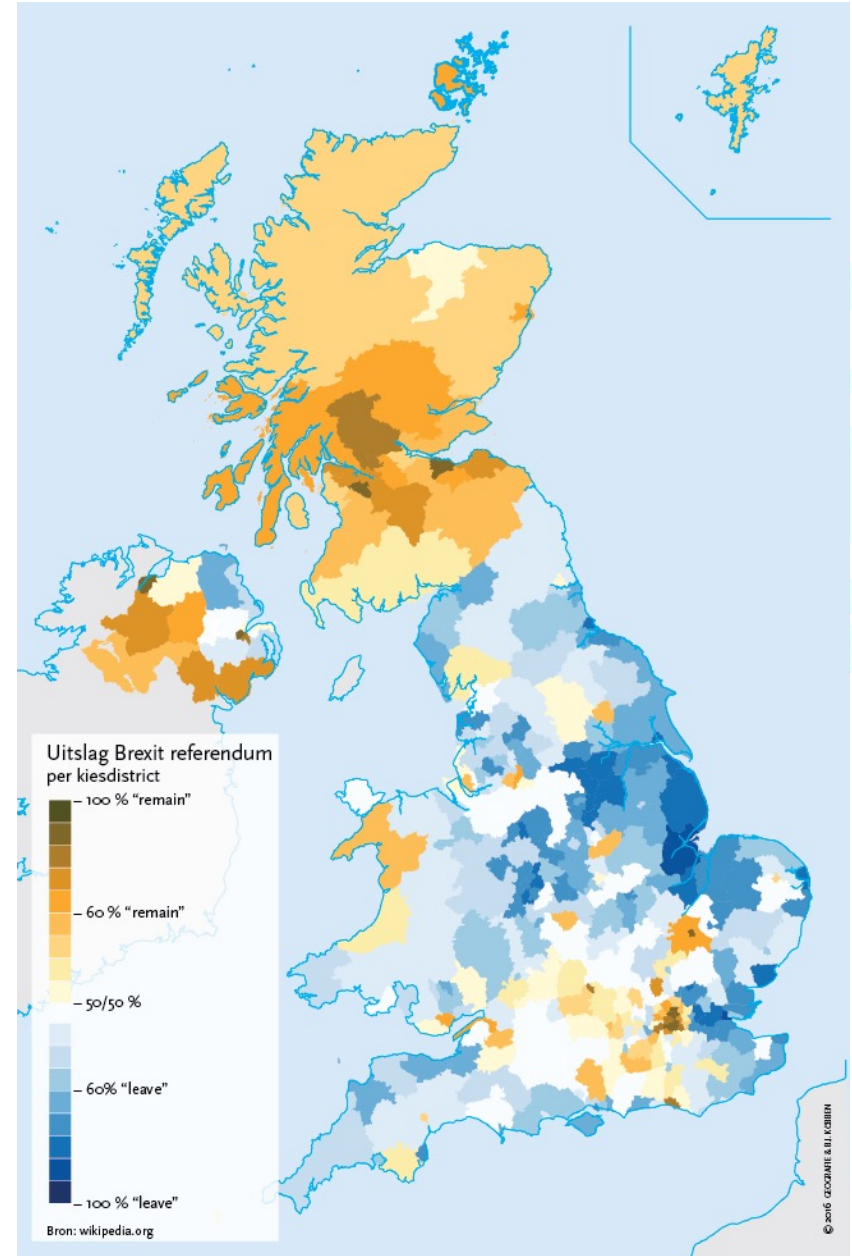 Uitslag Brexit referendum
per kiesdistrict
– 100 % “remain”
– 60 % “remain”
– 50/50 %
– 60% “leave”
– 100 % “leave”
Bron: wikipedia.org
© 2016 GEOGRAFIE & B.J. KÖBBEN